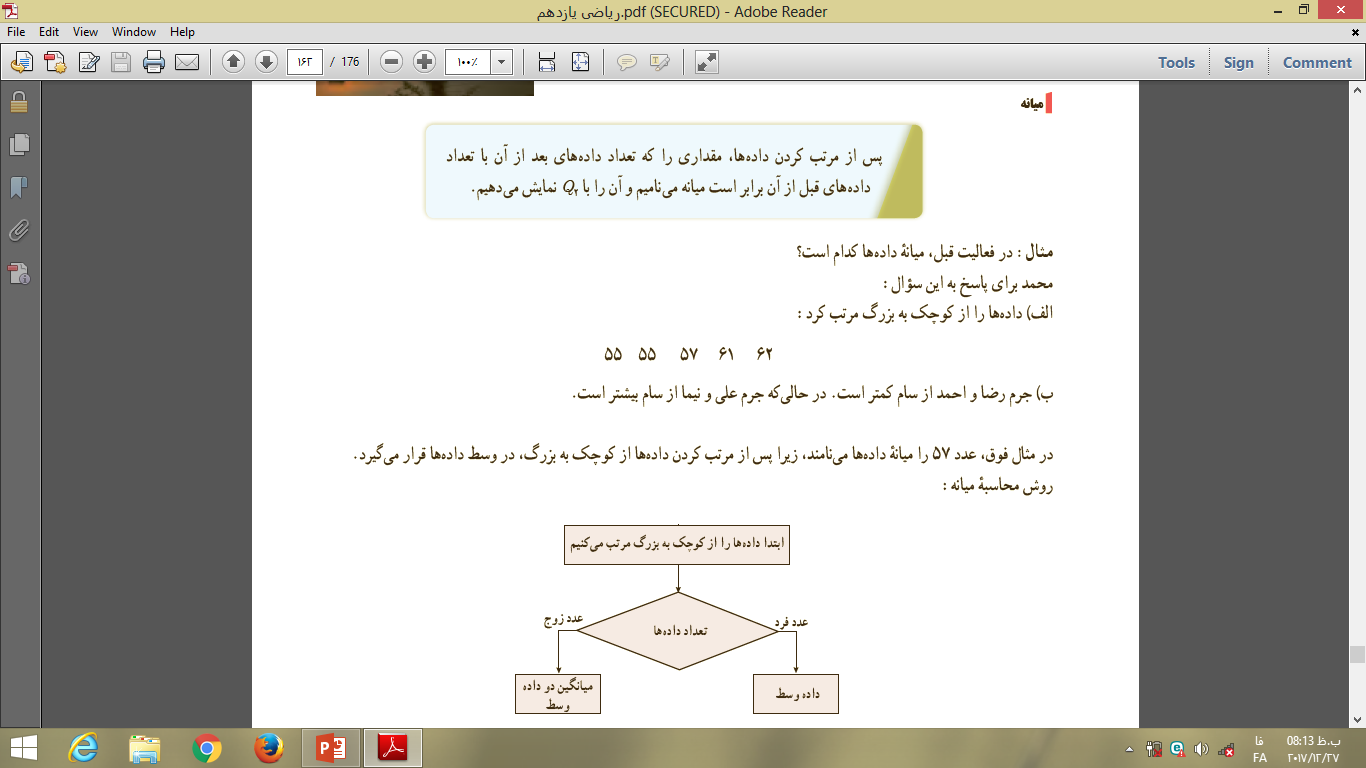 ریاضی یازدهم.pdf (SECURED) - Adobe Reader
File Edit View Window Help
۱۶۳ / 176 ۱۰۰٪ Tools Sign Comment
میانه
پس از مرتب کردن داده‌ها، مقداری را که تعداد داده‌های بعد از آن با تعداد
داده‌های قبل از آن برابر است میانه می‌نامیم و آن را با Q۲ نمایش می‌دهیم.
مثال : در فعالیت قبل، میانهٔ داده‌ها کدام است؟
محمد برای پاسخ به این سؤال :
الف) داده‌ها را از کوچک به بزرگ مرتب کرد :
۵۵ ۵۵ ۵۷ ۶۱ ۶۲
ب) جرم رضا و احمد از سام کمتر است. در حالی‌که جرم علی و نیما از سام بیشتر است.
در مثال فوق، عدد ۵۷ را میانهٔ داده‌ها می‌نامند، زیرا پس از مرتب کردن داده‌ها از کوچک به بزرگ، در وسط داده‌ها قرار می‌گیرد.
روش محاسبهٔ میانه :
ابتدا داده‌ها را از کوچک به بزرگ مرتب می‌کنیم
تعداد داده‌ها
عدد فرد
عدد زوج
داده وسط
میانگین دو داده
وسط
فا 08:13 ب.ظ
FA ۲۰۱۷/۱۲/۲۷